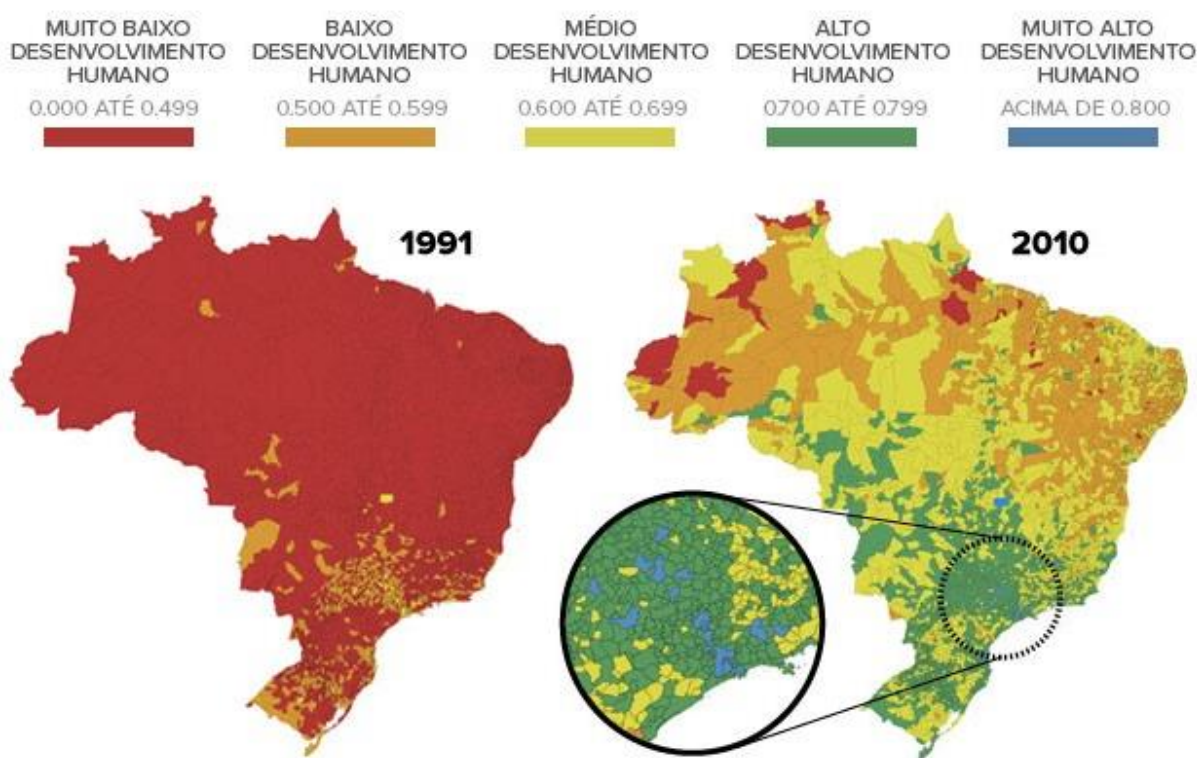 MUITO BAIXO
DESENVOLVIMENTO
HUMANO
0.000 ATÉ 0.499
BAIXO
DESENVOLVIMENTO
HUMANO
0.500 ATÉ 0.599
MÉDIO
DESENVOLVIMENTO
HUMANO
0.600 ATÉ 0.699
ALTO
DESENVOLVIMENTO
HUMANO
0.700 ATÉ 0.799
MUITO ALTO
DESENVOLVIMENTO
HUMANO
ACIMA DE 0.800
1991
2010